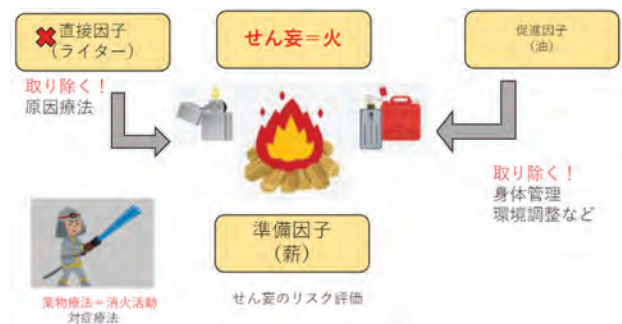 直接因子
(ライター)
せん妄＝火
促進因子
(油)
取り除く！
原因療法
取り除く！
身体管理
環境調整など
準備因子
(薪)
薬物療法＝消火活動
対症療法
せん妄のリスク評価